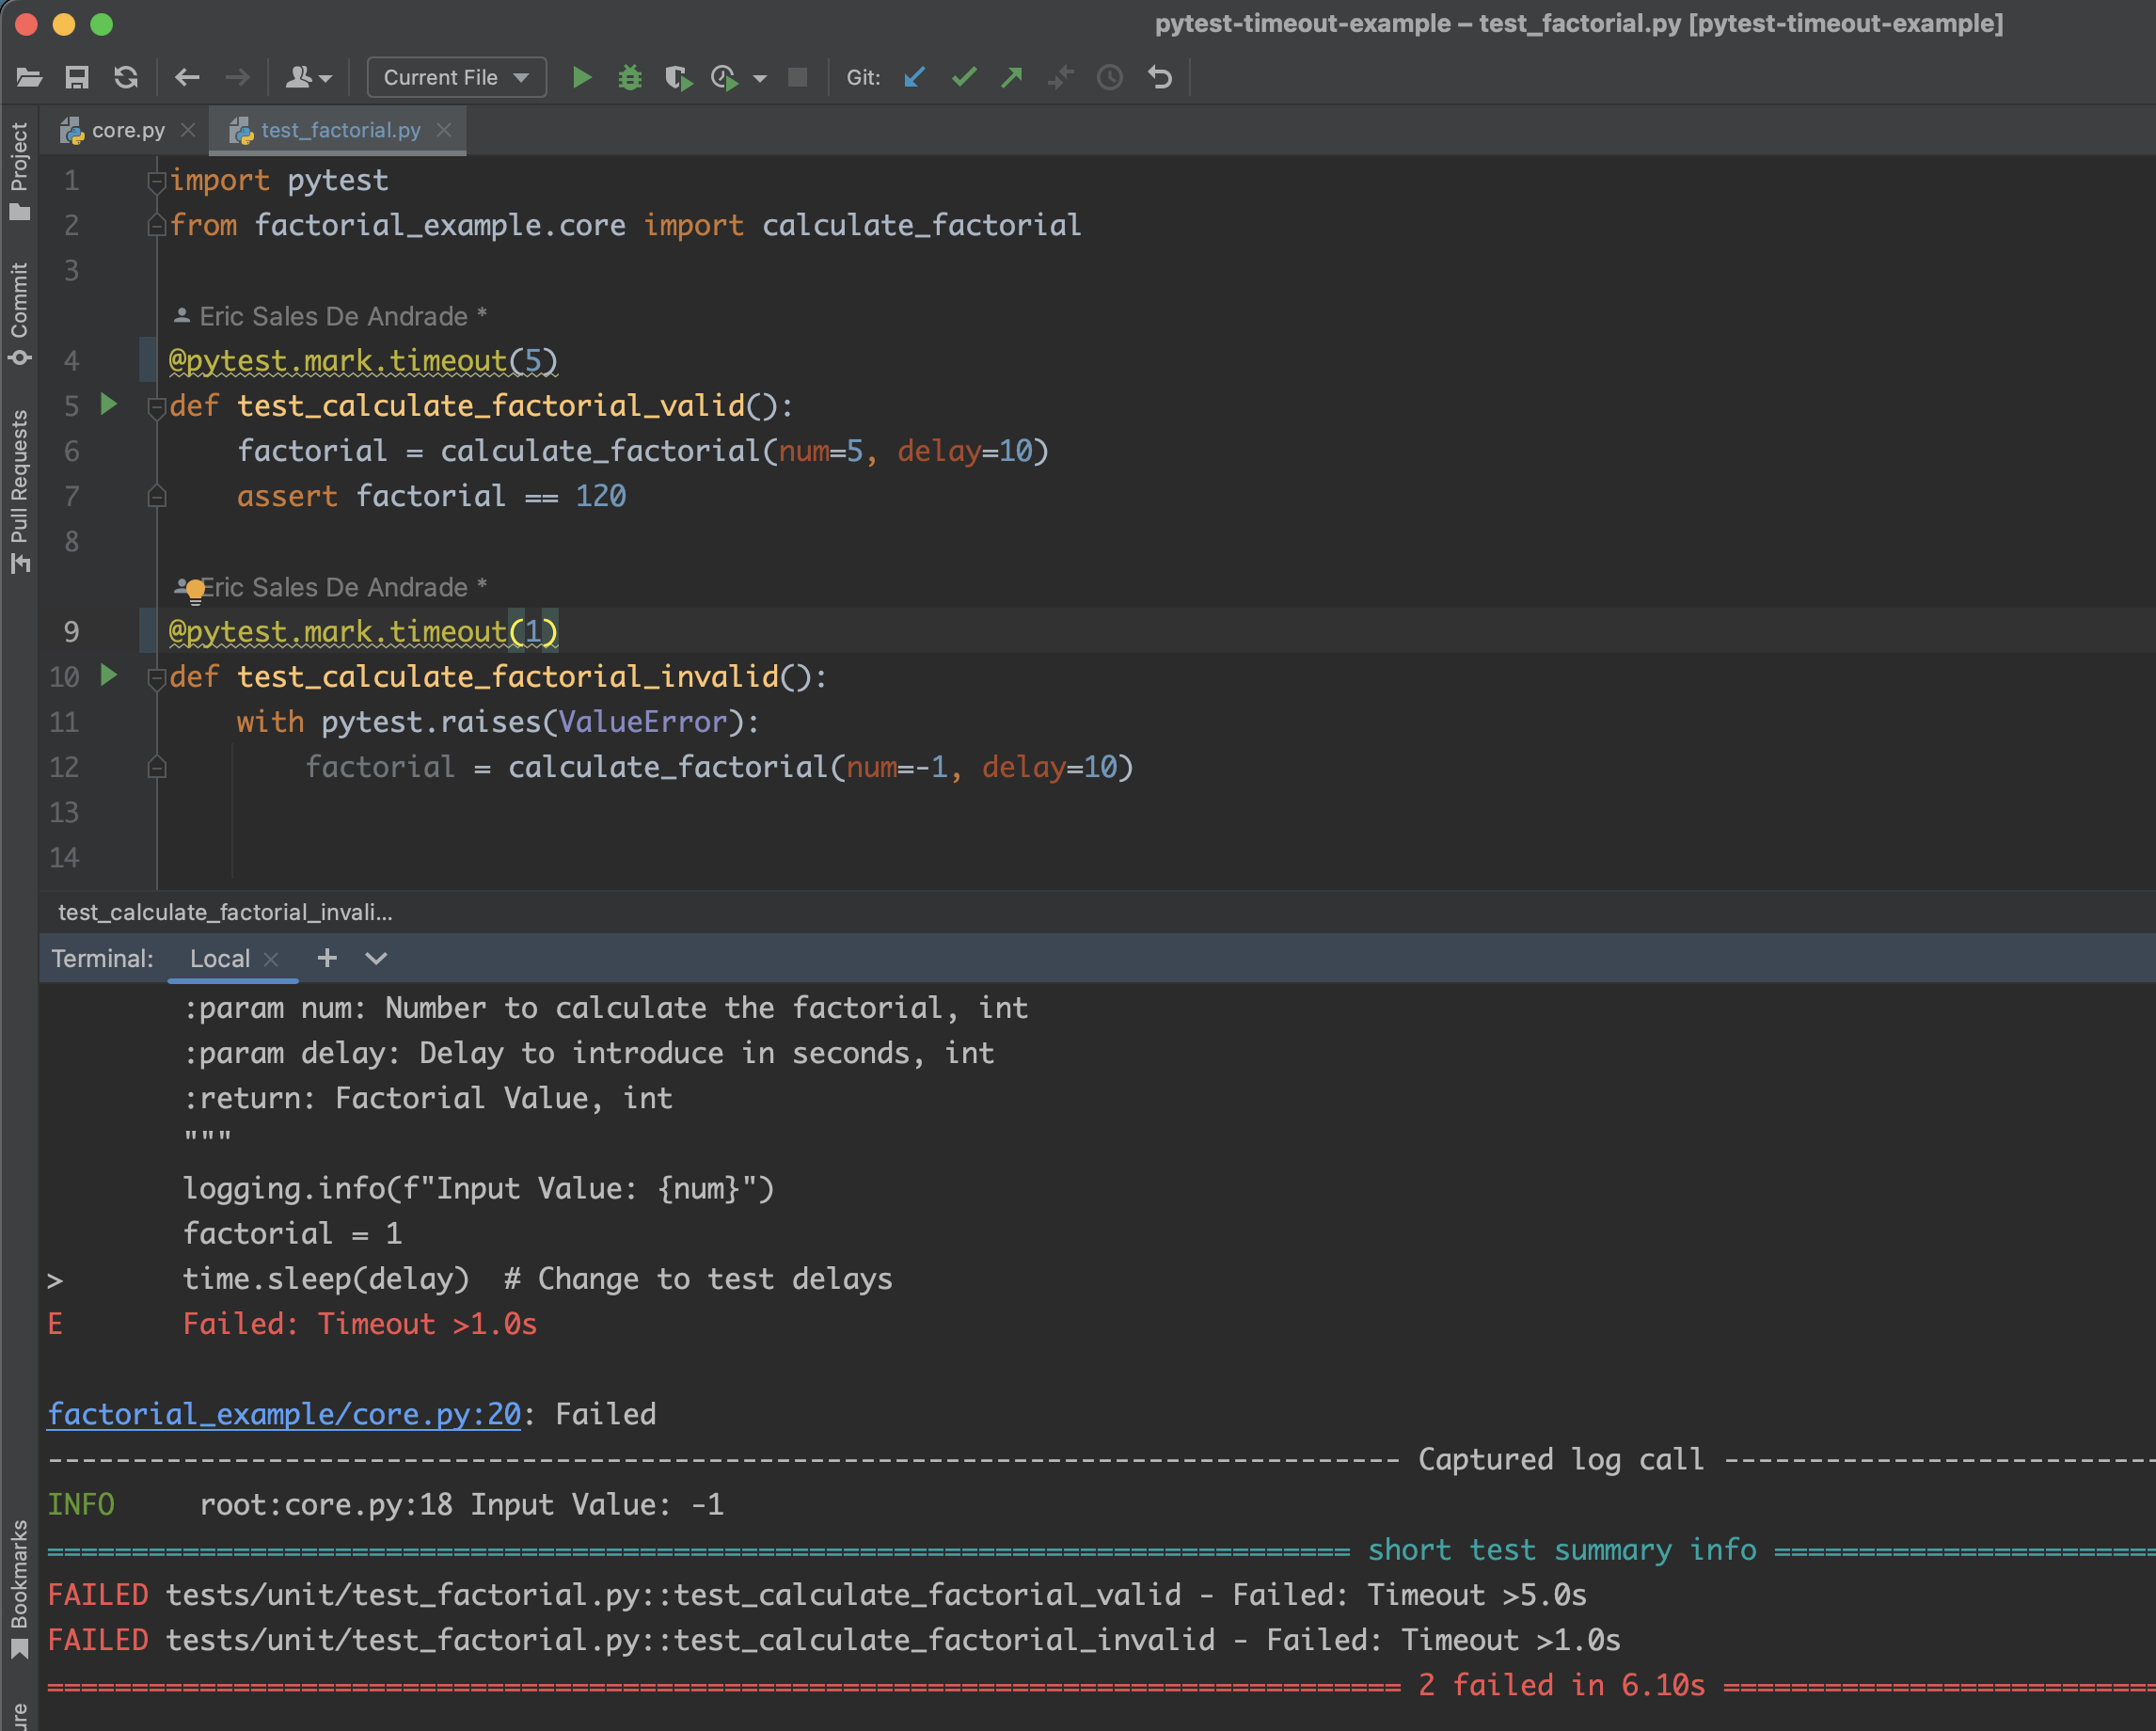 pytest-timeout-example – test_factorial.py [pytest-timeout-example]
Current File
Git:
core.py
test_factorial.py
Project
Commit
Pull Requests
1 import pytest
2 from factorial_example.core import calculate_factorial
3
Eric Sales De Andrade *
4 @pytest.mark.timeout(5)
5 def test_calculate_factorial_valid():
6 factorial = calculate_factorial(num=5, delay=10)
7 assert factorial == 120
8
Eric Sales De Andrade *
9 @pytest.mark.timeout(1)
10 def test_calculate_factorial_invalid():
11 with pytest.raises(ValueError):
12 factorial = calculate_factorial(num=-1, delay=10)
13
14
test_calculate_factorial_invali...
Terminal: Local
:param num: Number to calculate the factorial, int
:param delay: Delay to introduce in seconds, int
:return: Factorial Value, int
"""
logging.info(f"Input Value: {num}")
factorial = 1
> time.sleep(delay) # Change to test delays
E Failed: Timeout >1.0s
factorial_example/core.py:20: Failed
-------------------------------------------------------------------------------- Captured log call --------------------------
INFO root:core.py:18 Input Value: -1
============================================================================= short test summary info =======================
FAILED tests/unit/test_factorial.py::test_calculate_factorial_valid - Failed: Timeout >5.0s
FAILED tests/unit/test_factorial.py::test_calculate_factorial_invalid - Failed: Timeout >1.0s
================================================================================ 2 failed in 6.10s ==========================
Bookmarks